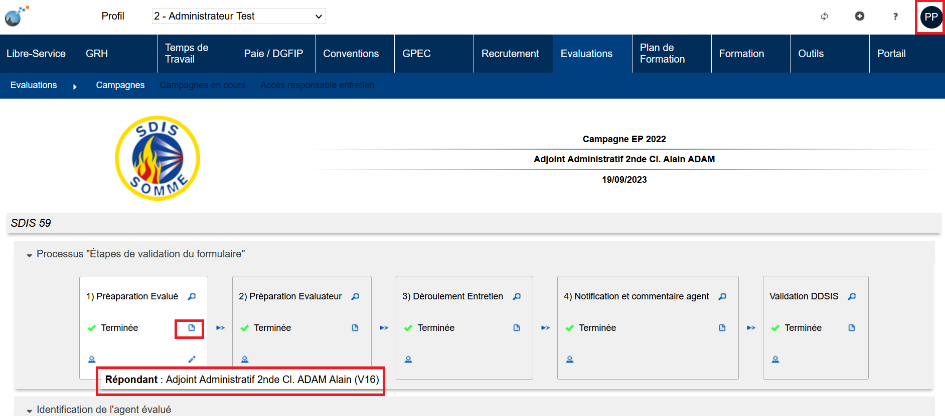 Profil 2 - Administrateur Test ? PP
Libre-Service GRH Temps de Travail Paie / DGFIP Conventions GPEC Recrutement Evaluations Plan de Formation Formation Outils Portail
Evaluations Campagnes Campagnes en cours Accès responsable entretien
SDIS SOMME
Campagne EP 2022
Adjoint Administratif 2nde Cl. Alain ADAM
19/09/2023
SDIS 59
Processus "Étapes de validation du formulaire"
1) Préaparation Evalué 2) Préparation Evaluateur 3) Déroulement Entretien 4) Notification et commentaire agent Validation DDSIS
Terminée Terminée Terminée Terminée Terminée
Répondant : Adjoint Administratif 2nde Cl. ADAM Alain (V16)
Identification de l'agent évalué